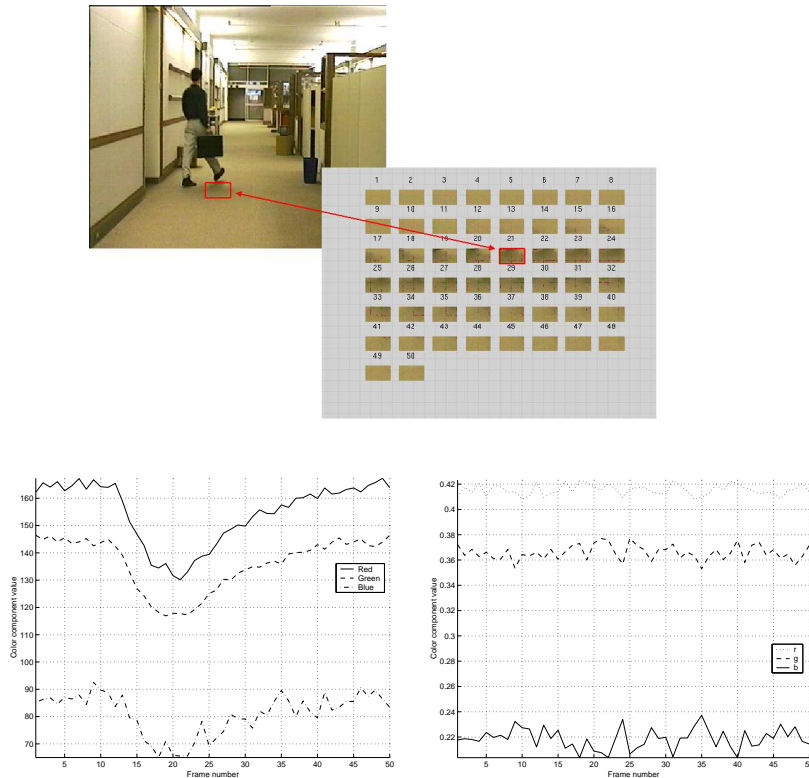 1 2 3 4 5 6 7 8
9 10 11 12 13 14 15 16
17 18 19 20 21 22 23 24
25 26 27 28 29 30 31 32
33 34 35 36 37 38 39 40
41 42 43 44 45 46 47 48
49 50
160
150
140
130
120
110
100
90
80
70
Color component value
Red
Green
Blue
5 10 15 20 25 30 35 40 45 50
Frame number
0.42
0.4
0.38
0.36
0.34
0.32
0.3
0.28
0.26
0.24
0.22
Color component value
r
g
b
5 10 15 20 25 30 35 40 45 50
Frame number